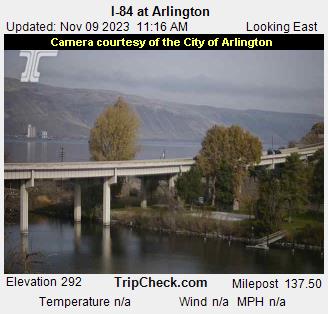 I-84 at Arlington
Updated: Nov 09 2023 11:16 AM Looking East
Camera courtesy of the City of Arlington
Elevation 292 TripCheck.com Milepost 137.50
Temperature n/a Wind n/a MPH n/a